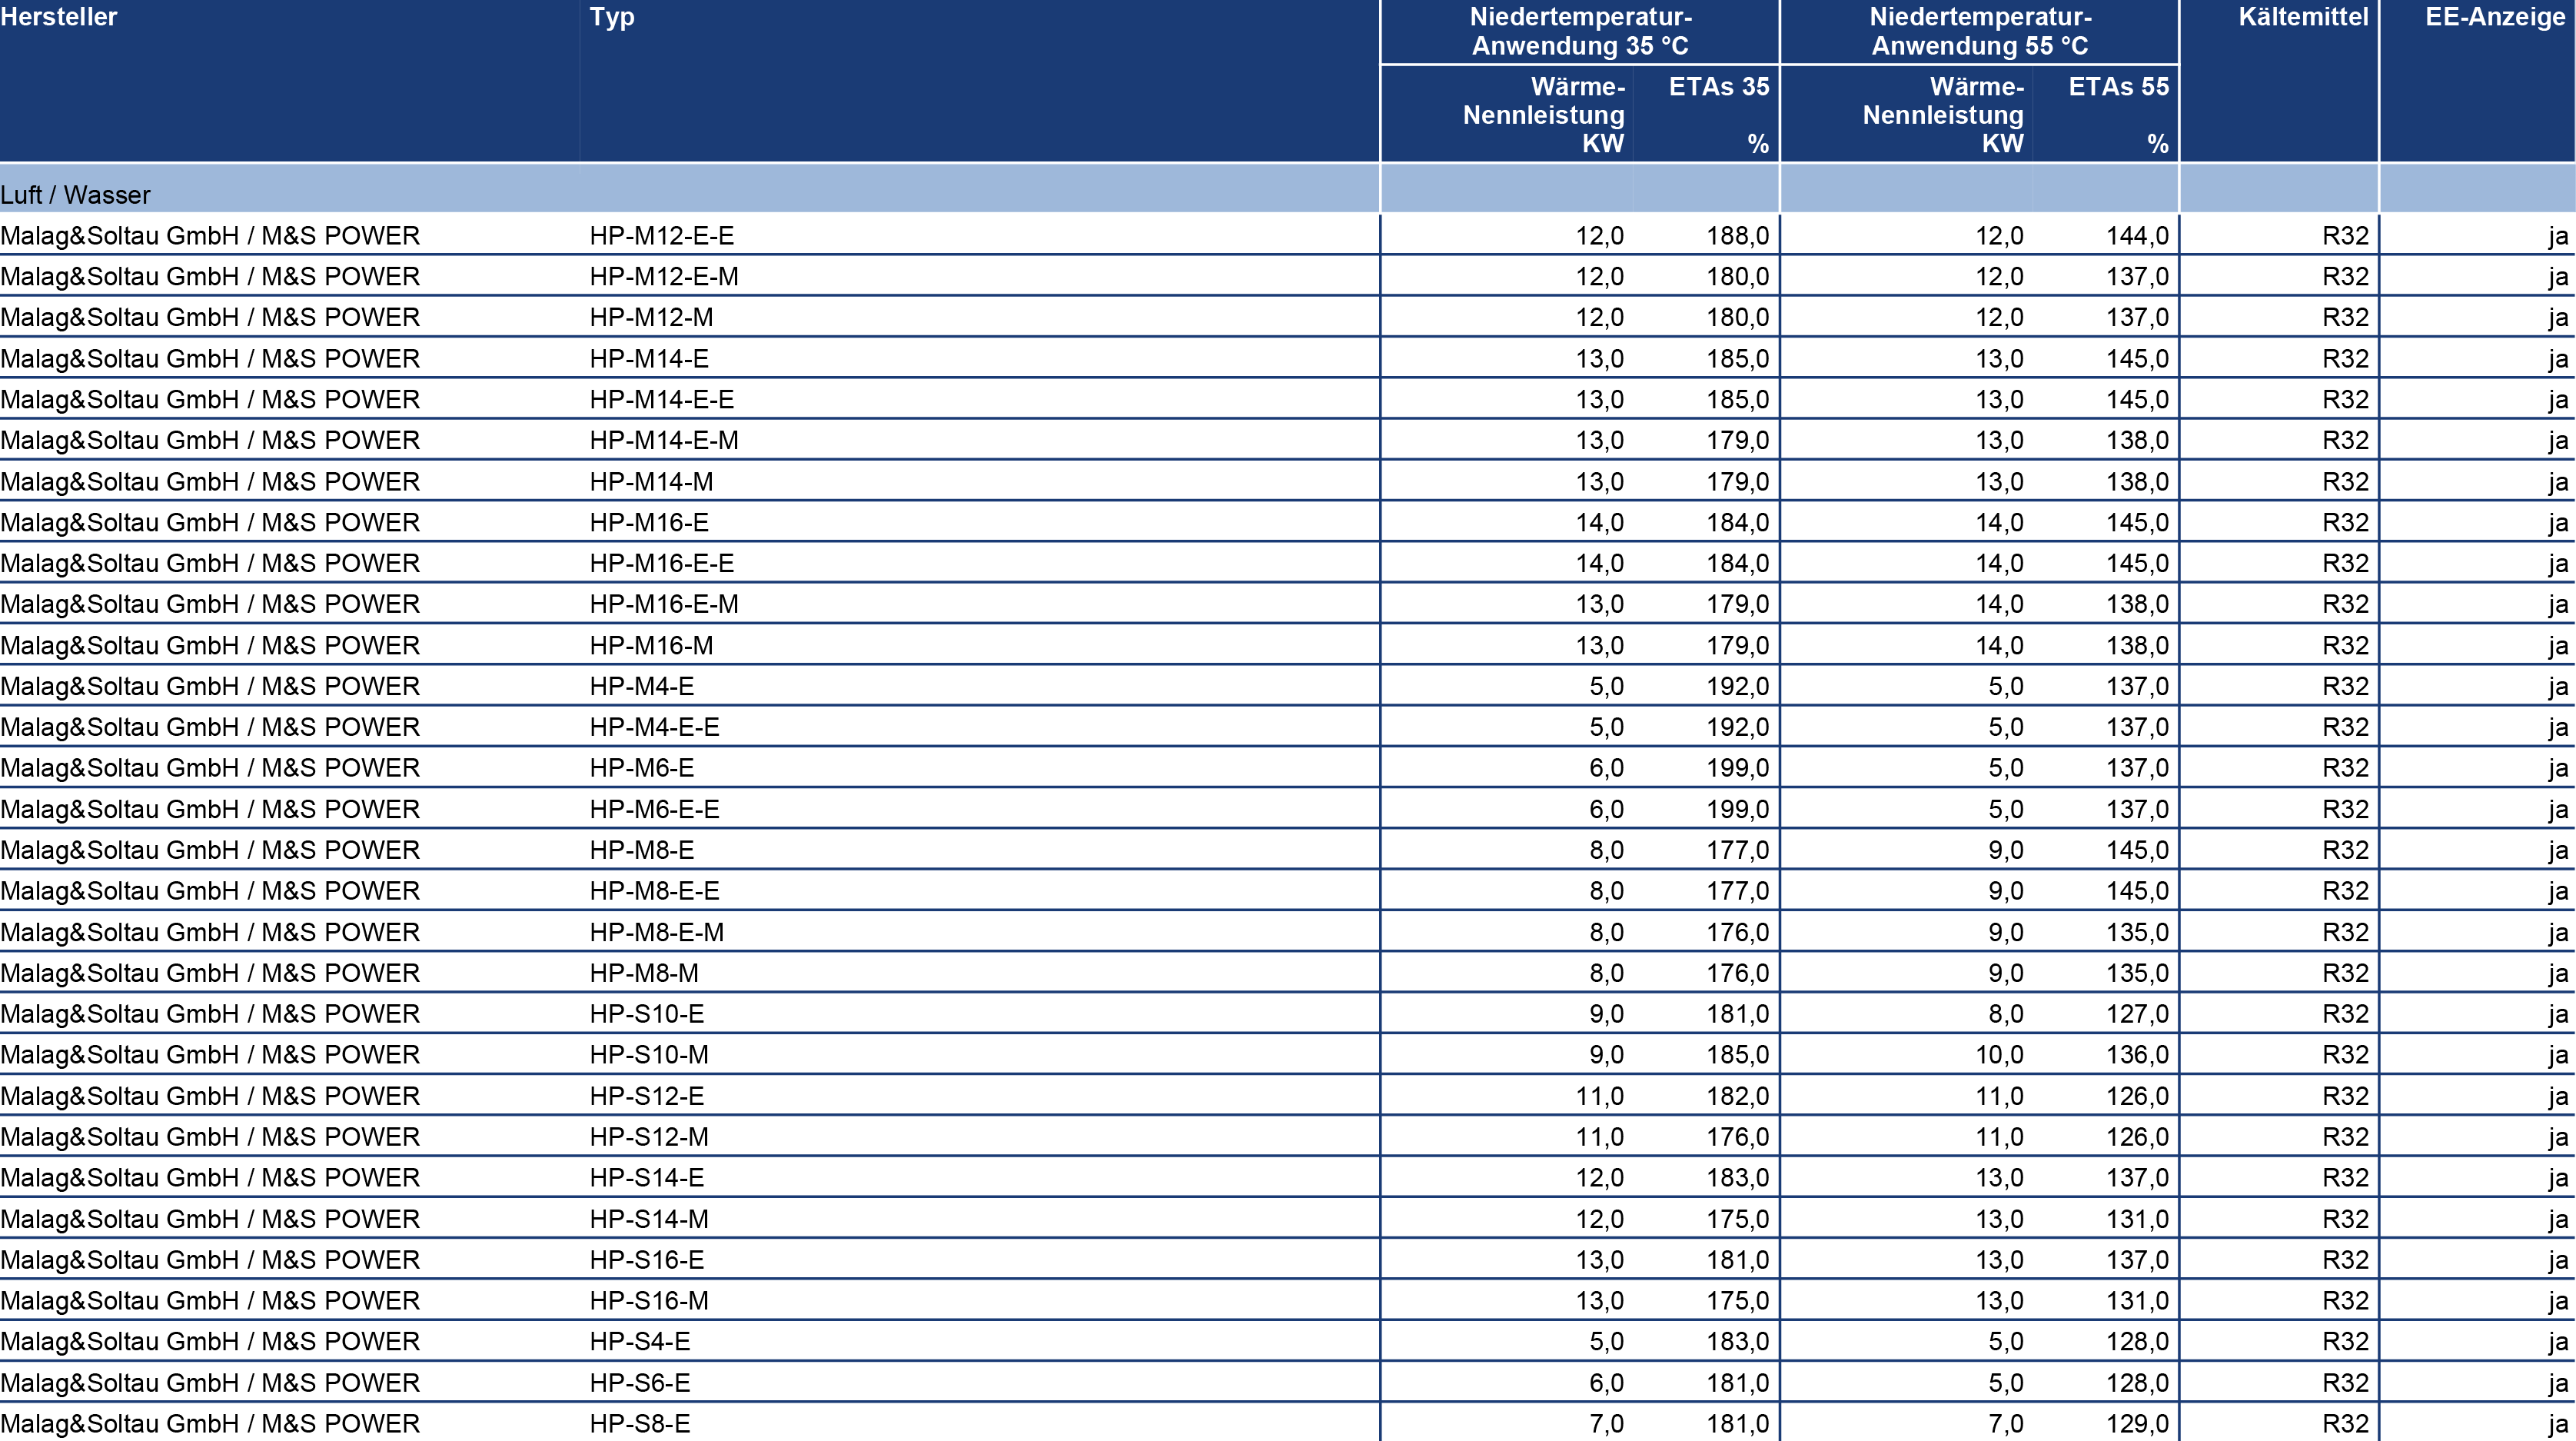 Hersteller Typ Niedertemperatur- Niedertemperatur- Kältemittel EE-Anzeige
Anwendung 35 °C Anwendung 55 °C
Wärme- ETAs 35 Wärme- ETAs 55
Nennleistung Nennleistung
KW % KW %
Luft / Wasser
Malag&Soltau GmbH / M&S POWER HP-M12-E-E 12,0 188,0 12,0 144,0 R32 ja
Malag&Soltau GmbH / M&S POWER HP-M12-E-M 12,0 180,0 12,0 137,0 R32 ja
Malag&Soltau GmbH / M&S POWER HP-M12-M 12,0 180,0 12,0 137,0 R32 ja
Malag&Soltau GmbH / M&S POWER HP-M14-E 13,0 185,0 13,0 145,0 R32 ja
Malag&Soltau GmbH / M&S POWER HP-M14-E-E 13,0 185,0 13,0 145,0 R32 ja
Malag&Soltau GmbH / M&S POWER HP-M14-E-M 13,0 179,0 13,0 138,0 R32 ja
Malag&Soltau GmbH / M&S POWER HP-M14-M 13,0 179,0 13,0 138,0 R32 ja
Malag&Soltau GmbH / M&S POWER HP-M16-E 14,0 184,0 14,0 145,0 R32 ja
Malag&Soltau GmbH / M&S POWER HP-M16-E-E 14,0 184,0 14,0 145,0 R32 ja
Malag&Soltau GmbH / M&S POWER HP-M16-E-M 13,0 179,0 14,0 138,0 R32 ja
Malag&Soltau GmbH / M&S POWER HP-M16-M 13,0 179,0 14,0 138,0 R32 ja
Malag&Soltau GmbH / M&S POWER HP-M4-E 5,0 192,0 5,0 137,0 R32 ja
Malag&Soltau GmbH / M&S POWER HP-M4-E-E 5,0 192,0 5,0 137,0 R32 ja
Malag&Soltau GmbH / M&S POWER HP-M6-E 6,0 199,0 5,0 137,0 R32 ja
Malag&Soltau GmbH / M&S POWER HP-M6-E-E 6,0 199,0 5,0 137,0 R32 ja
Malag&Soltau GmbH / M&S POWER HP-M8-E 8,0 177,0 9,0 145,0 R32 ja
Malag&Soltau GmbH / M&S POWER HP-M8-E-E 8,0 177,0 9,0 145,0 R32 ja
Malag&Soltau GmbH / M&S POWER HP-M8-E-M 8,0 176,0 9,0 135,0 R32 ja
Malag&Soltau GmbH / M&S POWER HP-M8-M 8,0 176,0 9,0 135,0 R32 ja
Malag&Soltau GmbH / M&S POWER HP-S10-E 9,0 181,0 8,0 127,0 R32 ja
Malag&Soltau GmbH / M&S POWER HP-S10-M 9,0 185,0 10,0 136,0 R32 ja
Malag&Soltau GmbH / M&S POWER HP-S12-E 11,0 182,0 11,0 126,0 R32 ja
Malag&Soltau GmbH / M&S POWER HP-S12-M 11,0 176,0 11,0 126,0 R32 ja
Malag&Soltau GmbH / M&S POWER HP-S14-E 12,0 183,0 13,0 137,0 R32 ja
Malag&Soltau GmbH / M&S POWER HP-S14-M 12,0 175,0 13,0 131,0 R32 ja
Malag&Soltau GmbH / M&S POWER HP-S16-E 13,0 181,0 13,0 137,0 R32 ja
Malag&Soltau GmbH / M&S POWER HP-S16-M 13,0 175,0 13,0 131,0 R32 ja
Malag&Soltau GmbH / M&S POWER HP-S4-E 5,0 183,0 5,0 128,0 R32 ja
Malag&Soltau GmbH / M&S POWER HP-S6-E 6,0 181,0 5,0 128,0 R32 ja
Malag&Soltau GmbH / M&S POWER HP-S8-E 7,0 181,0 7,0 129,0 R32 ja